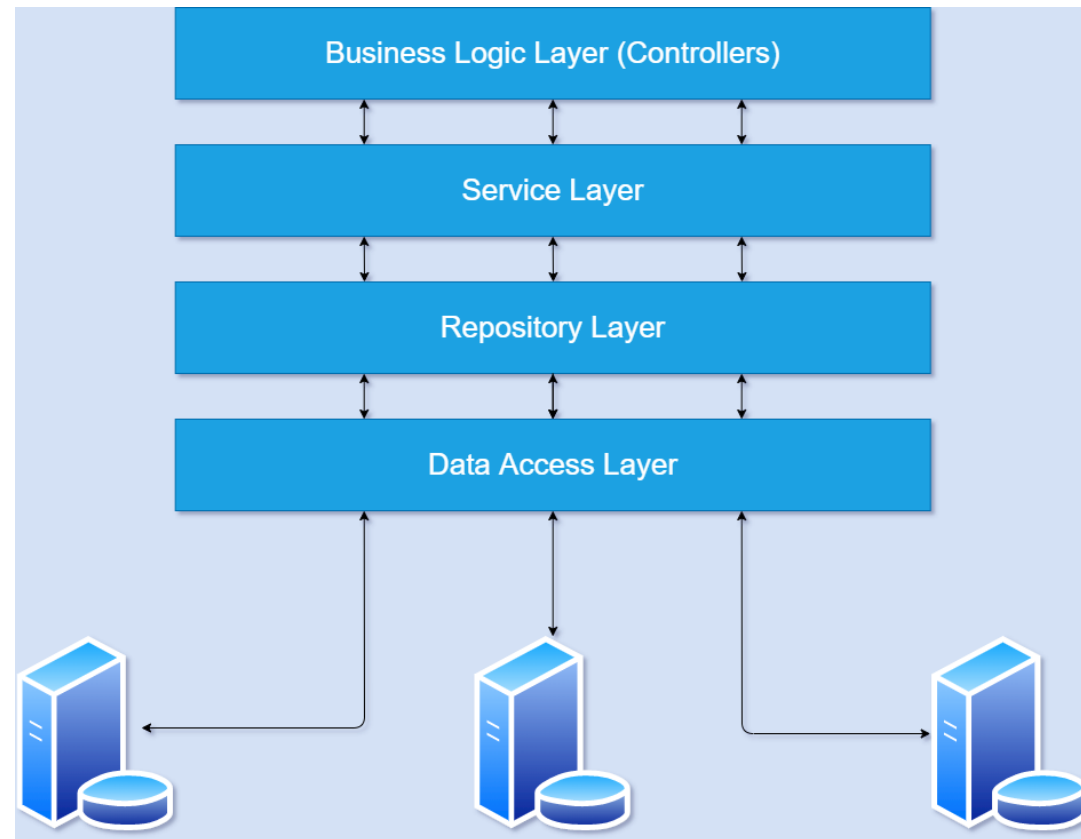 Business Logic Layer (Controllers)
Service Layer
Repository Layer
Data Access Layer